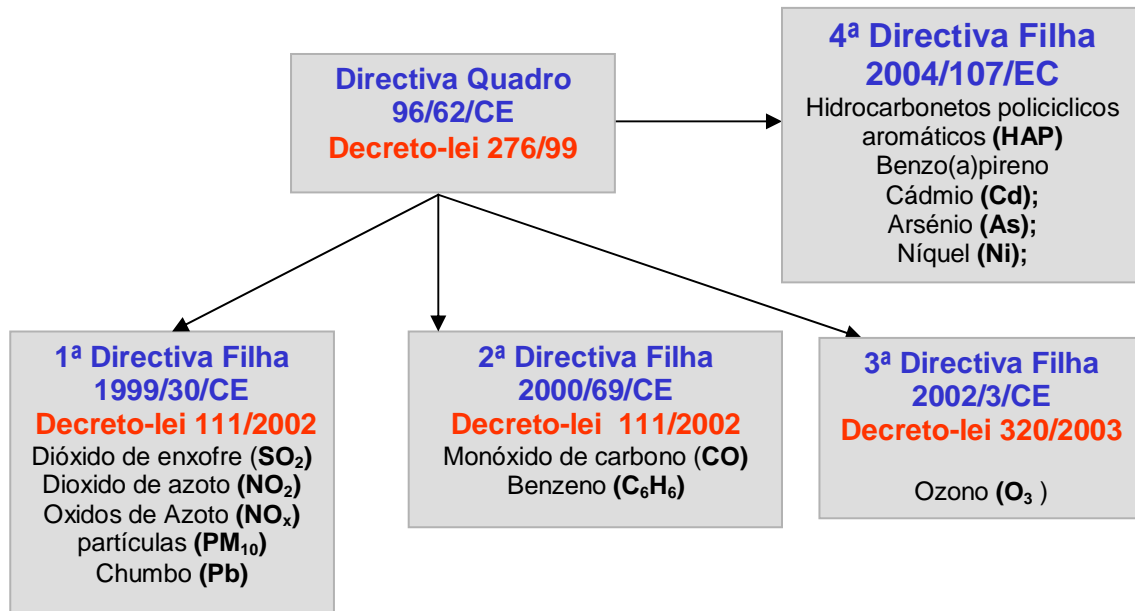 Directiva Quadro
96/62/CE
Decreto-lei 276/99
4ª Directiva Filha
2004/107/EC
Hidrocarbonetos policiclicos
aromáticos (HAP)
Benzo(a)pireno
Cádmio (Cd);
Arsénio (As);
Níquel (Ni);
1ª Directiva Filha
1999/30/CE
Decreto-lei 111/2002
Dióxido de enxofre (SO₂)
Dioxido de azoto (NO₂)
Oxidos de Azoto (NOₓ)
partículas (PM₁₀)
Chumbo (Pb)
2ª Directiva Filha
2000/69/CE
Decreto-lei 111/2002
Monóxido de carbono (CO)
Benzeno (C₆H₆)
3ª Directiva Filha
2002/3/CE
Decreto-lei 320/2003
Ozono (O₃ )